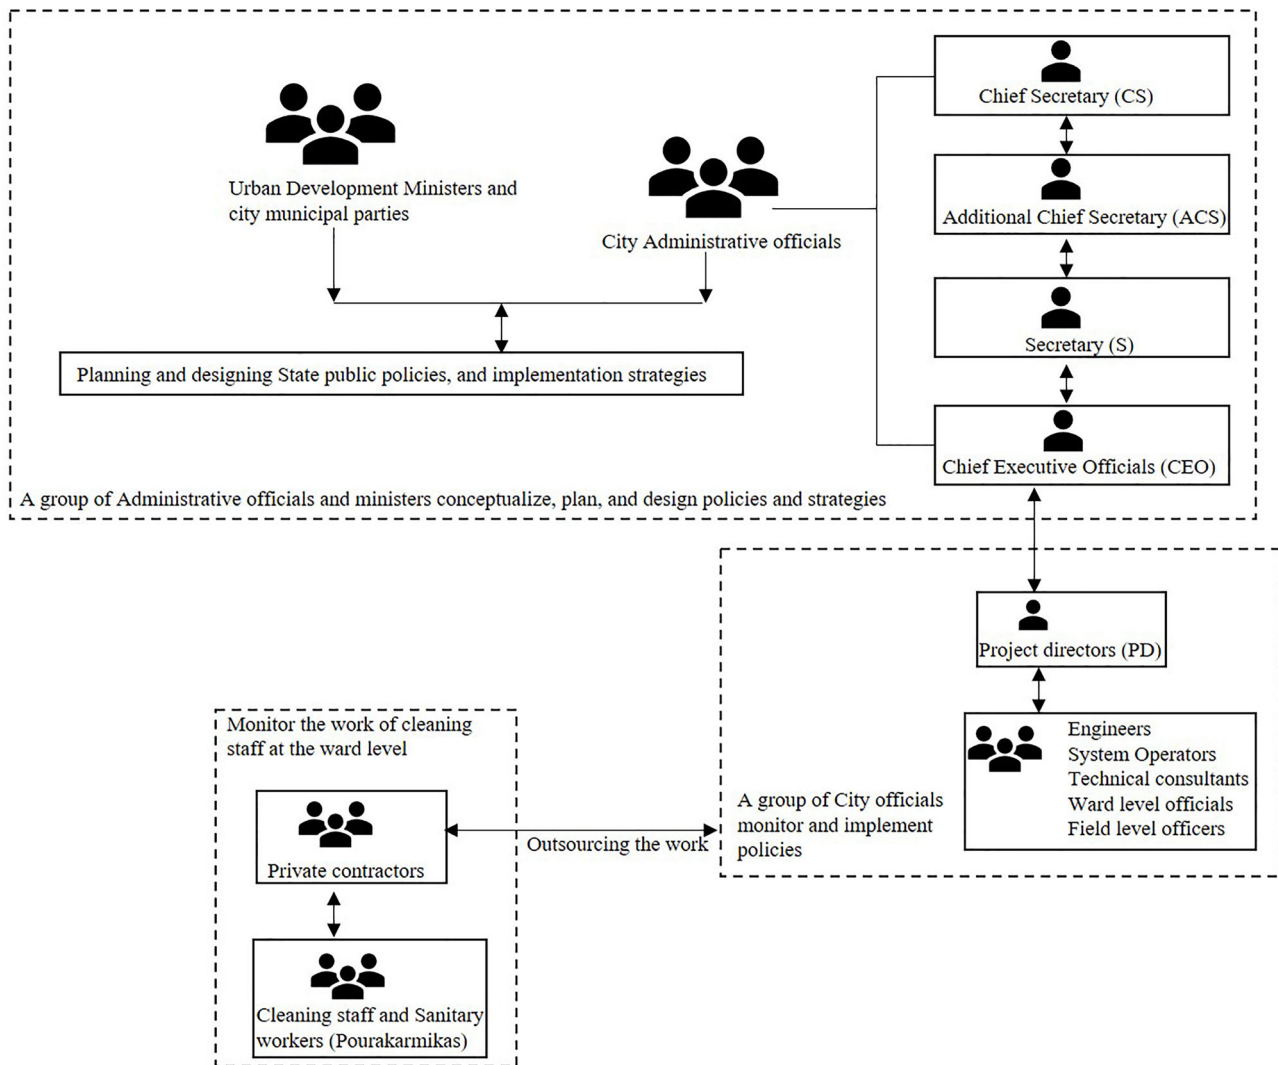 Chief Secretary (CS)
Urban Development Ministers and
city municipal parties
City Administrative officials
Additional Chief Secretary (ACS)
Secretary (S)
Planning and designing State public policies, and implementation strategies
Chief Executive Officials (CEO)
A group of Administrative officials and ministers conceptualize, plan, and design policies and strategies
Project directors (PD)
Engineers
System Operators
Technical consultants
Ward level officials
Field level officers
A group of City officials
monitor and implement
policies
Monitor the work of cleaning
staff at the ward level
Outsourcing the work
Private contractors
Cleaning staff and Sanitary
workers (Pourakarmikas)